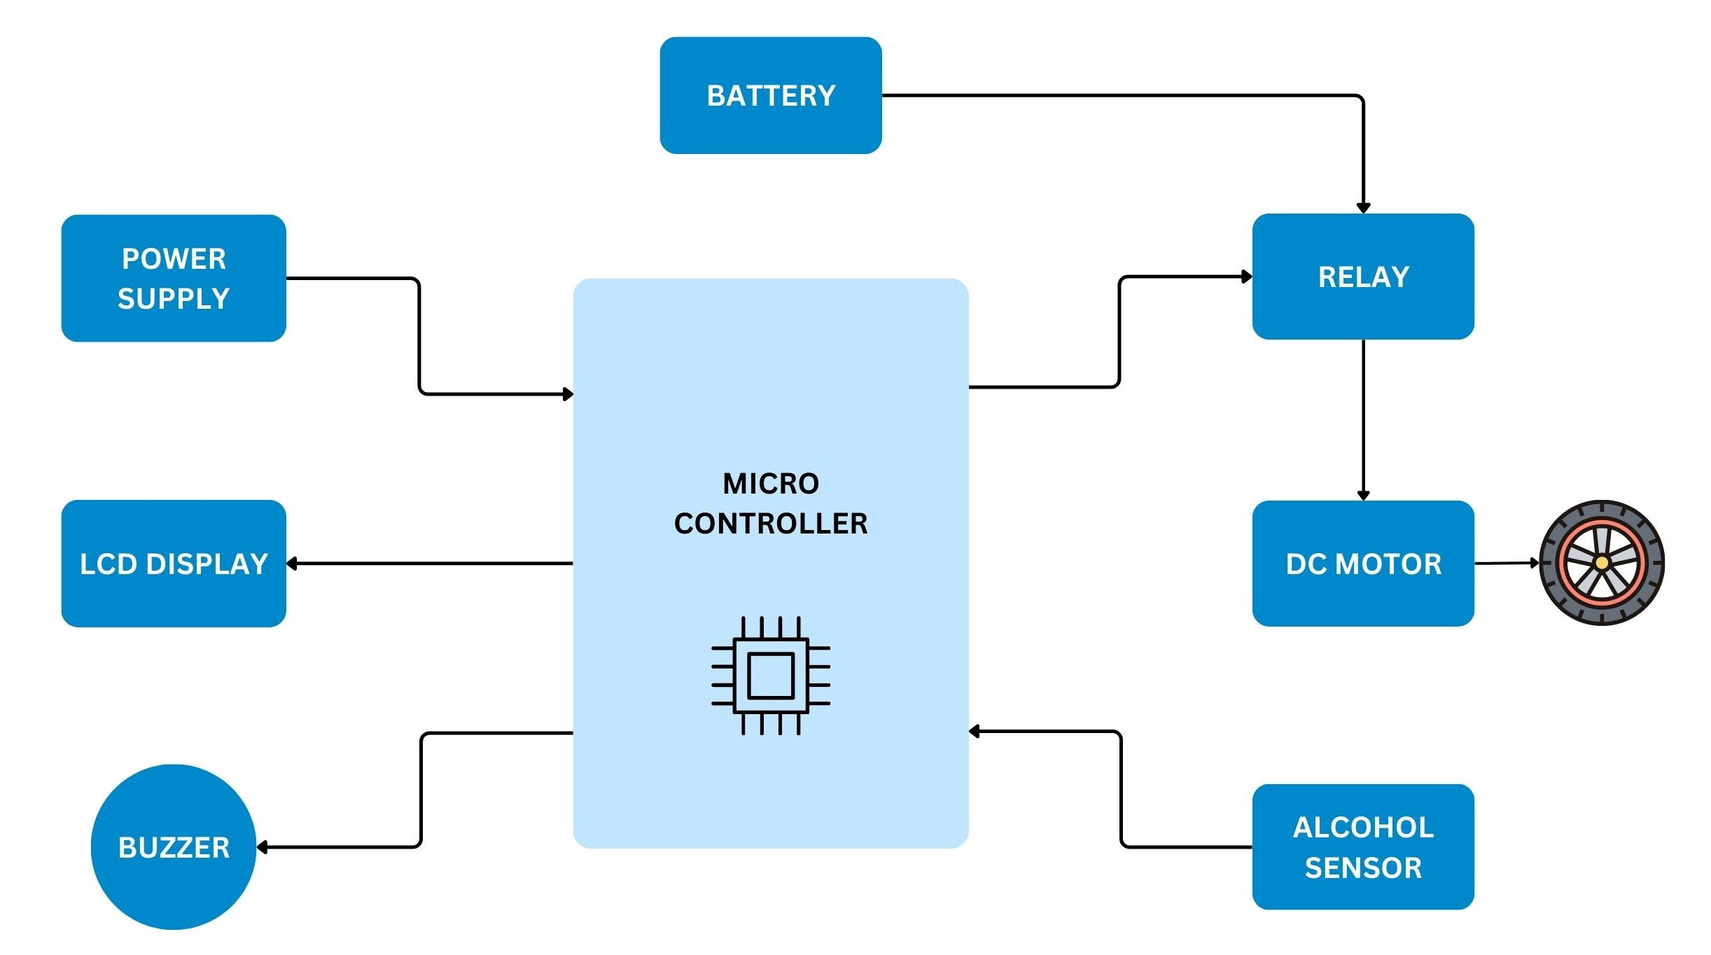 BATTERY
POWER
SUPPLY
RELAY
MICRO
CONTROLLER
LCD DISPLAY
DC MOTOR
BUZZER
ALCOHOL
SENSOR